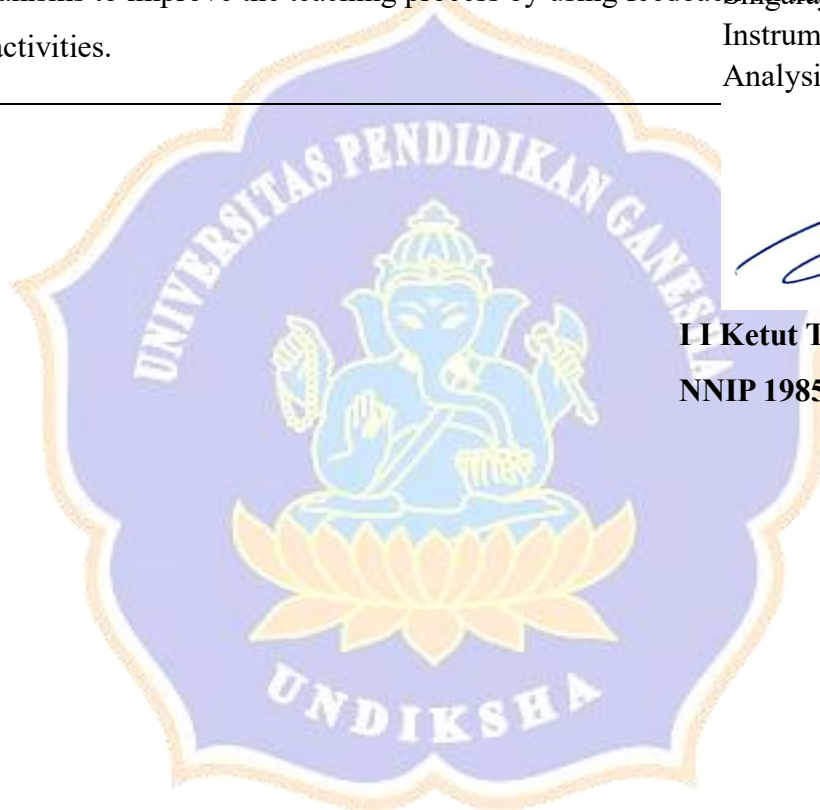 to improve the teaching process by using
activities.
Instrum
Analysi
UNIVERSITAS PENDIDIKAN GANESHA
I I Ketut T
NNIP 1985
UNDIKSHA